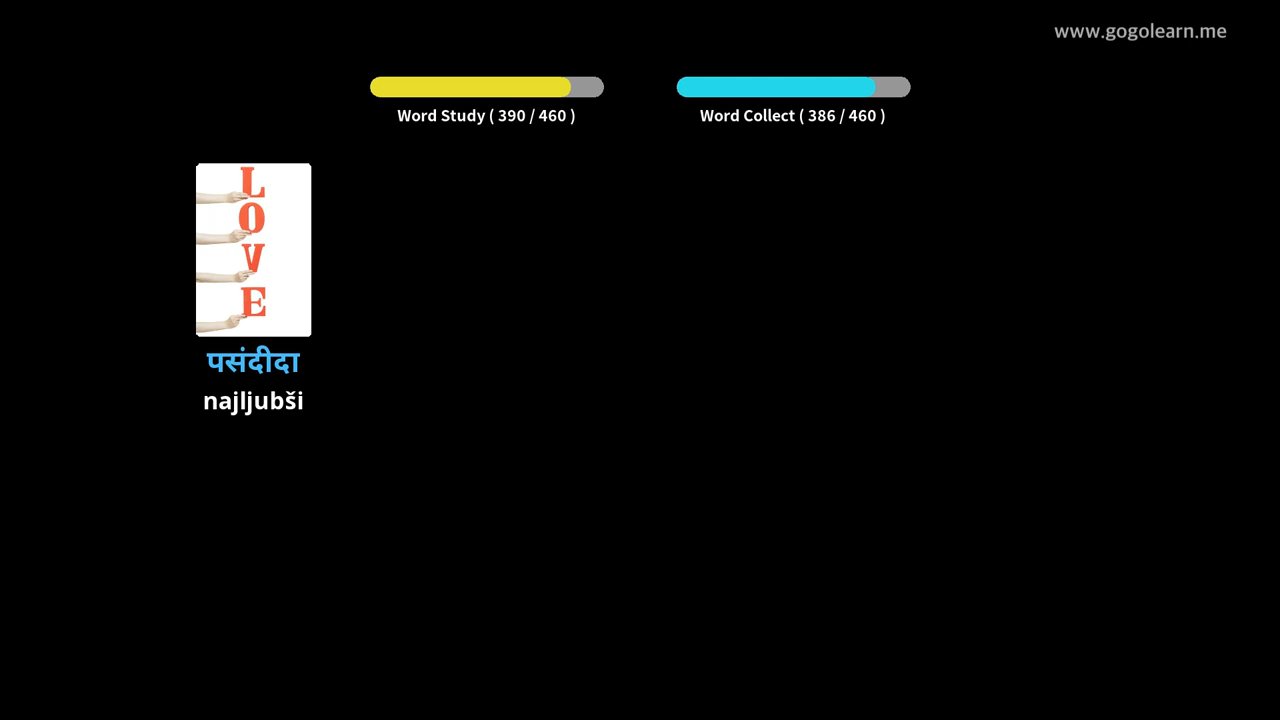 www.gogolearn.me
Word Study ( 390 / 460 )
Word Collect ( 386 / 460 )
L
O
V
E
पसंदीदा
najljubši